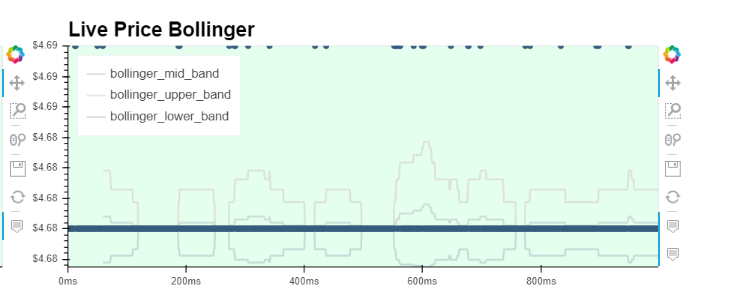 Live Price Bollinger
$4.69
$4.69
$4.69
$4.68
$4.68
$4.68
$4.68
$4.68
bollinger_mid_band
bollinger_upper_band
bollinger_lower_band
0ms
200ms
400ms
600ms
800ms